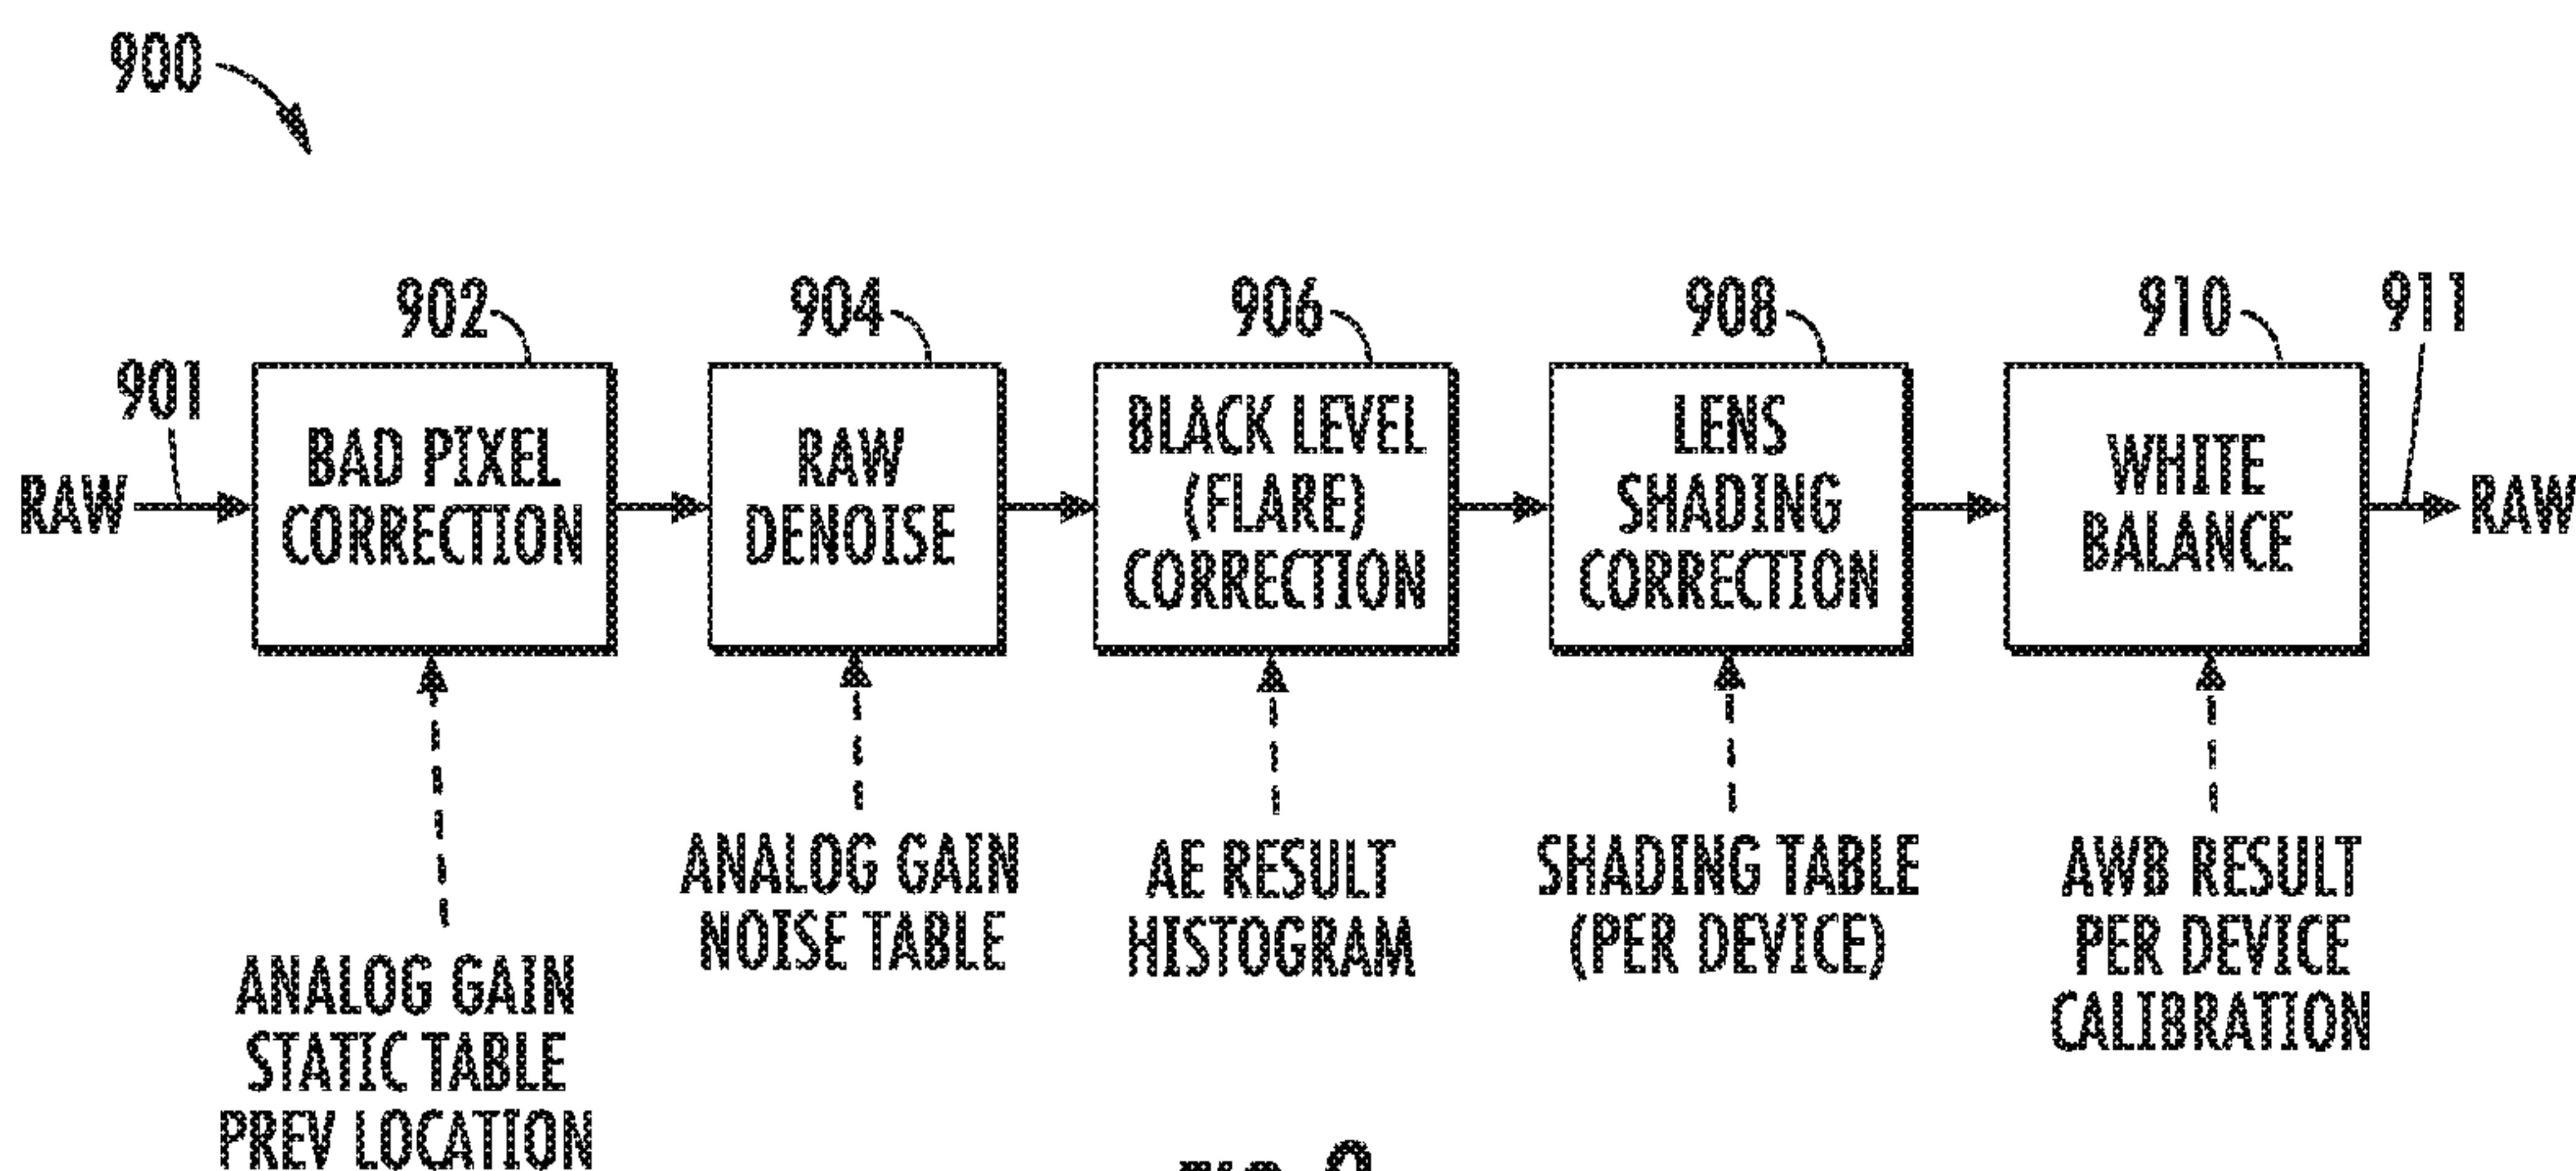 900
902
904
906
908
910
911
901
RAW
BAD PIXEL
CORRECTION
RAW
DENOISE
BLACK LEVEL
(FLARE)
CORRECTION
LENS
SHADING
CORRECTION
WHITE
BALANCE
RAW
ANALOG GAIN
STATIC TABLE
PREV LOCATION
ANALOG GAIN
NOISE TABLE
AE RESULT
HISTOGRAM
SHADING TABLE
(PER DEVICE)
AWB RESULT
PER DEVICE
CALIBRATION